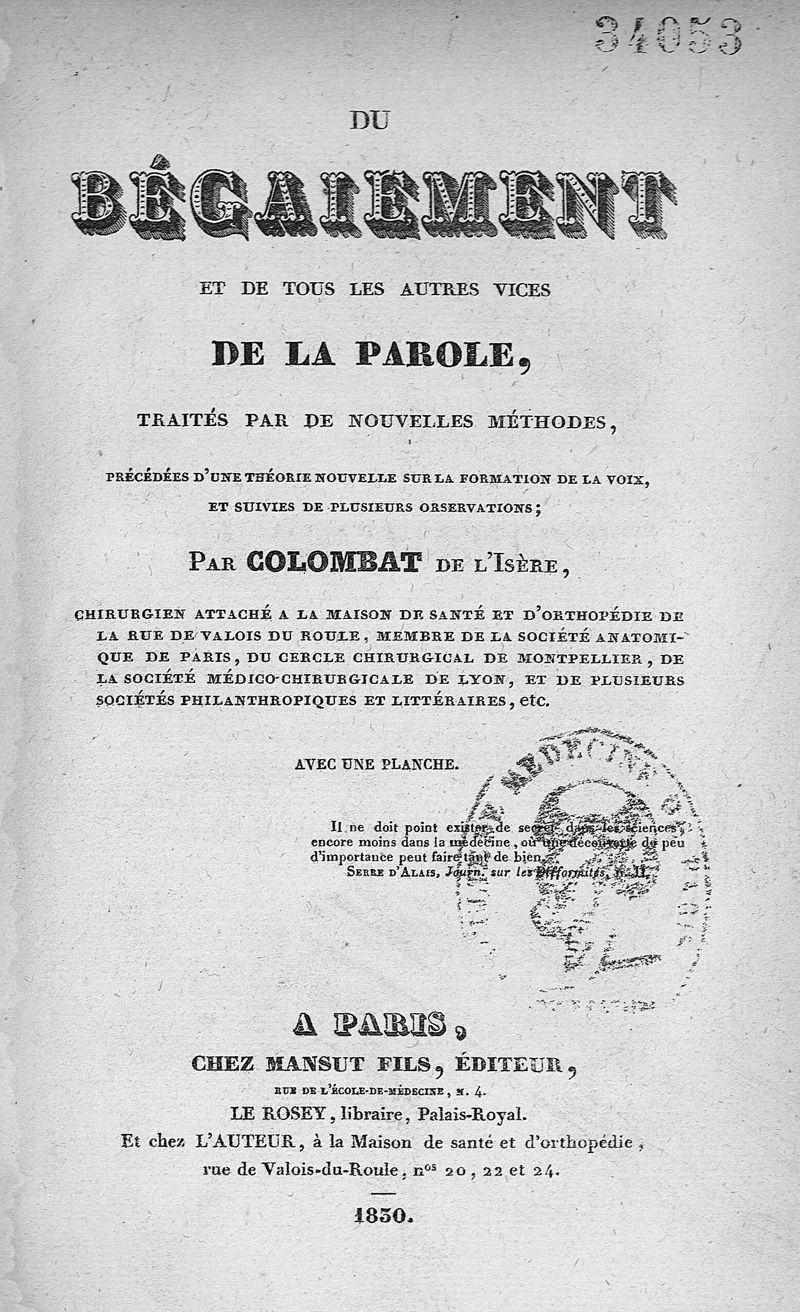 34053
DU
BÉGAIEMENT
ET DE TOUS LES AUTRES VICES
DE LA PAROLE,
TRAITÉS PAR DE NOUVELLES MÉTHODES,
PRÉCÉDÉES D'UNE THÉORIE NOUVELLE SUR LA FORMATION DE LA VOIX,
ET SUIVIES DE PLUSIEURS ORSERVATIONS;
PAR COLOMBAT DE L'ISÈRE,
CHIRURGIEN ATTACHÉ A LA MAISON DE SANTÉ ET D'ORTHOPÉDIE DE
LA RUE DE VALOIS DU ROULE, MEMBRE DE LA SOCIÉTÉ ANATOMI-
QUE DE PARIS, DU CERCLE CHIRURGICAL DE MONTPELLIER, DE
LA SOCIÉTÉ MÉDICO-CHIRURGICALE DE LYON, ET DE PLUSIEURS
SOCIÉTÉS PHILANTHROPIQUES ET LITTÉRAIRES, etc.
AVEC UNE PLANCHE.
MEDECINE
Il ne doit point exister de secret dans les sciences,
encore moins dans la médecine, où une découverte de peu
d'importance peut faire tant de bien.
SERRE D'ALAIS, Journ. sur les Difformités, n. II.
A PARIS,
CHEZ MANSUT FILS, ÉDITEUR,
RUE DE L'ÉCOLE-DE-MÉDECINE, N. 4.
LE ROSEY, libraire, Palais-Royal.
Et chez L'AUTEUR, à la Maison de santé et d'orthopédie,
rue de Valois-du-Roule, nos 20, 22 et 24.
1830.